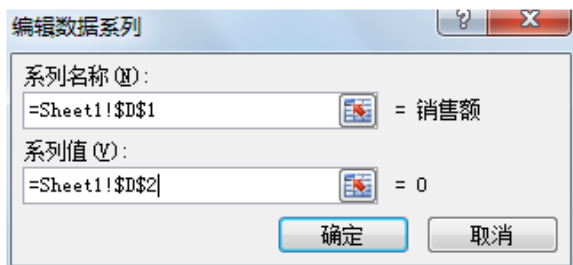 编辑数据系列
系列名称(N):
=Sheet1!$D$1 = 销售额
系列值(V):
=Sheet1!$D$2 = 0
确定 取消